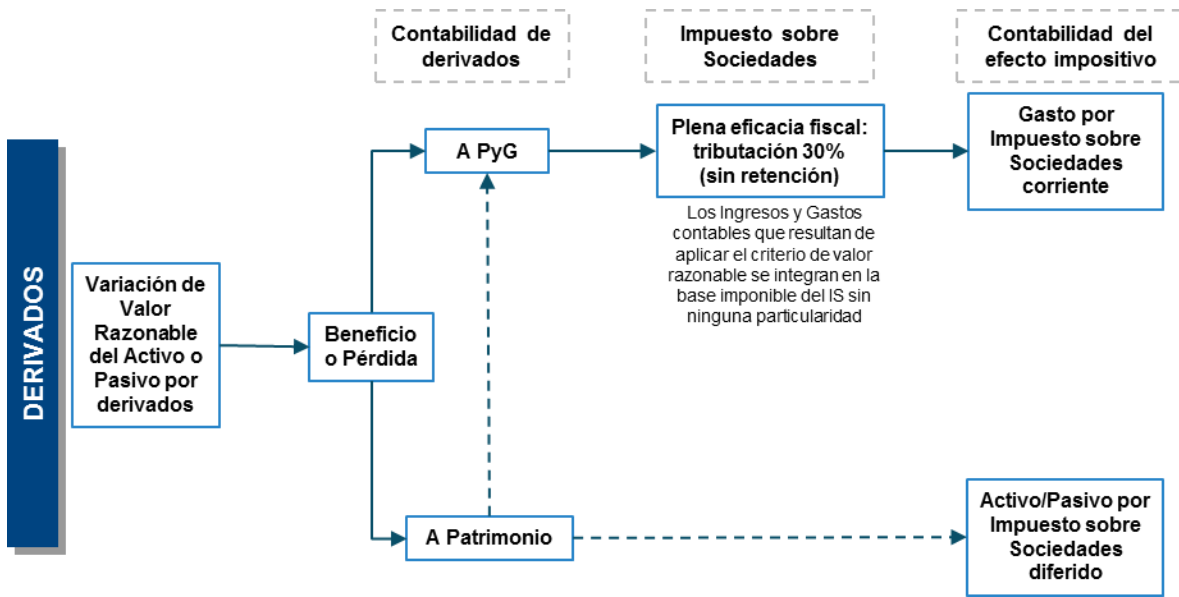 Contabilidad de
derivados
Impuesto sobre
Sociedades
Contabilidad del
efecto impositivo
DERIVADOS
Variación de
Valor
Razonable
del Activo o
Pasivo por
derivados
Beneficio
o Pérdida
A PyG
Plena eficacia fiscal:
tributación 30%
(sin retención)
Los Ingresos y Gastos
contables que resultan de
aplicar el criterio de valor
razonable se integran en la
base imponible del IS sin
ninguna particularidad
Gasto por
Impuesto sobre
Sociedades
corriente
A Patrimonio
Activo/Pasivo por
Impuesto sobre
Sociedades
diferido